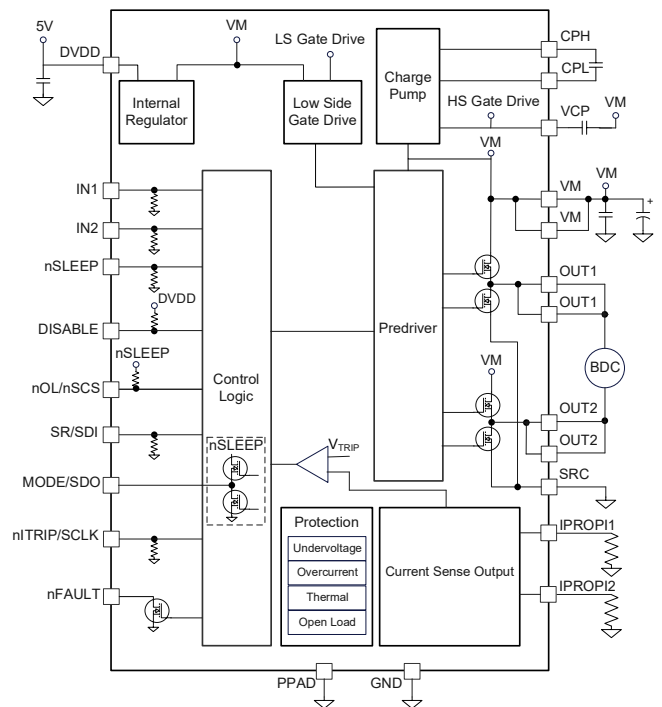 5V
DVDD
VM
LS Gate Drive
Internal
Regulator
Low Side
Gate Drive
Charge
Pump
CPH
CPL
HS Gate Drive
VCP
VM
VM
VM
VM
VM
IN1
IN2
nSLEEP
DVDD
DISABLE
nSLEEP
nOL/nSCS
SR/SDI
MODE/SDO
nITRIP/SCLK
nFAULT
Control
Logic
nSLEEP
VTRIP
Predriver
VM
OUT1
OUT1
BDC
OUT2
OUT2
SRC
Protection
Undervoltage
Overcurrent
Thermal
Open Load
Current Sense Output
IPROPI1
IPROPI2
PPAD
GND
+